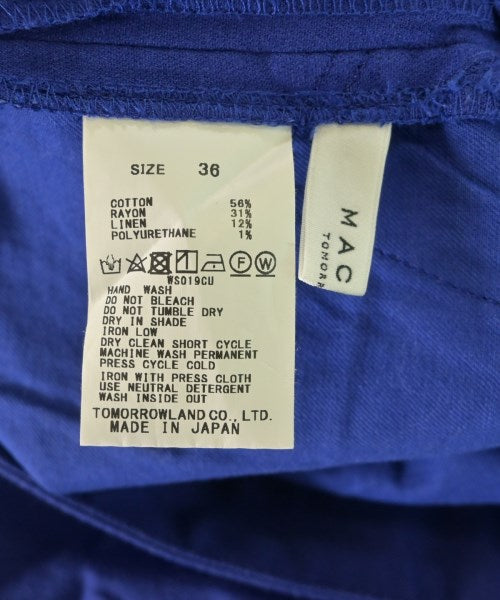 SIZE 36
COTTON 56%
RAYON 31%
LINEN 12%
POLYURETHANE 1%
F W
WS019CU
HAND WASH
DO NOT BLEACH
DO NOT TUMBLE DRY
DRY IN SHADE
IRON LOW
DRY CLEAN SHORT CYCLE
MACHINE WASH PERMANENT
PRESS CYCLE COLD
IRON WITH PRESS CLOTH
USE NEUTRAL DETERGENT
WASH INSIDE OUT
TOMORROWLAND CO., LTD.
MADE IN JAPAN
MAC
TOMORR